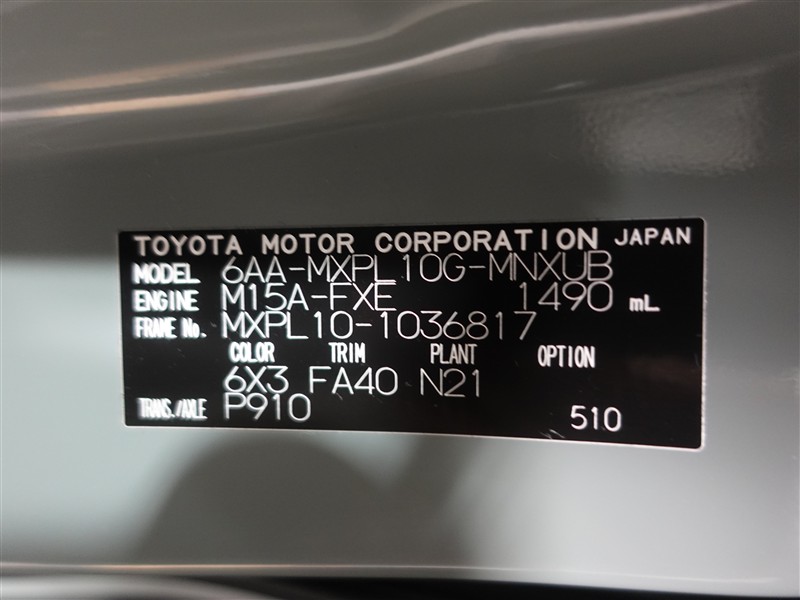 TOYOTA MOTOR CORPORATION JAPAN
MODEL 6AA-MXPL10G-MNXUB
ENGINE M15A-FXE 1490 mL
FRAME No. MXPL10-1036817
COLOR TRIM PLANT OPTION
6X3 FA40 N21
TRANS./AXLE P910 510